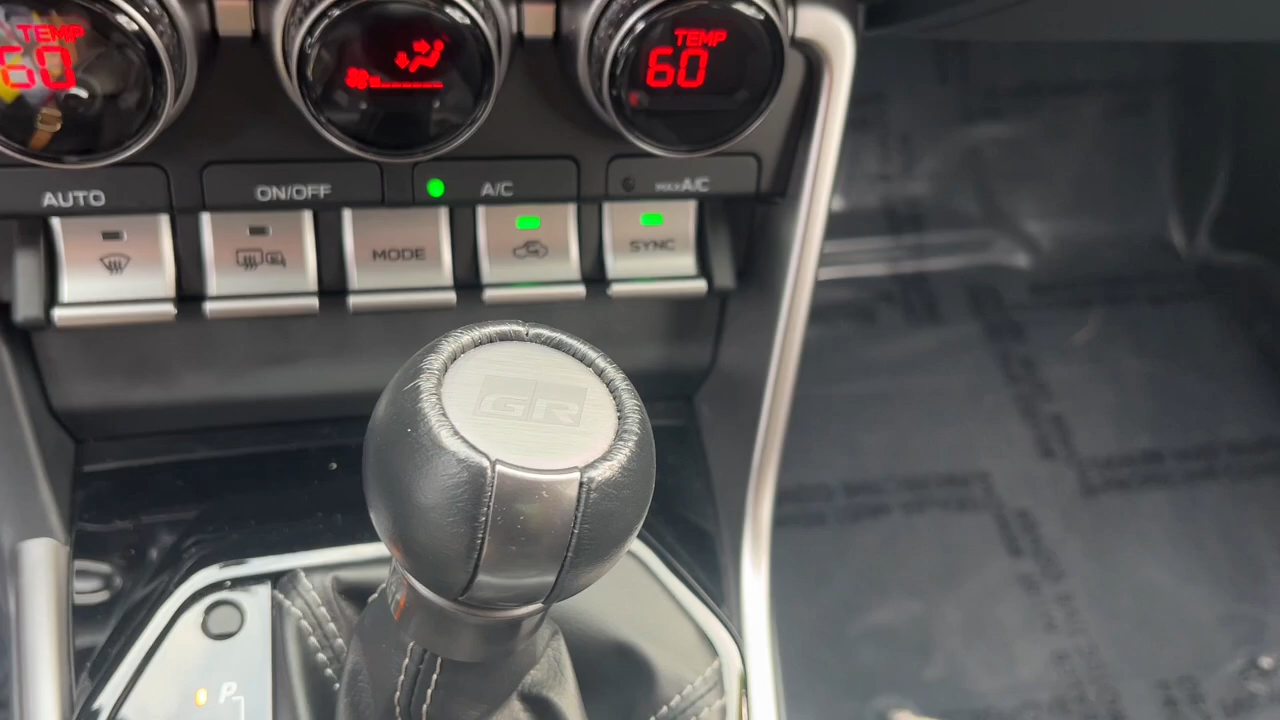 TEMP
60
TEMP
60
AUTO
ON/OFF
A/C
MAX A/C
MODE
SYNC
GR
P